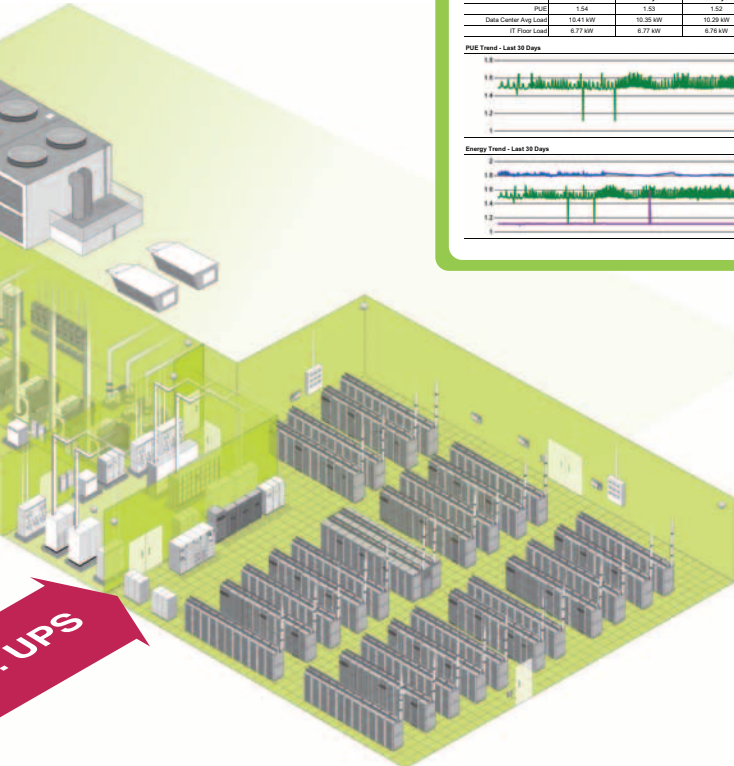 PUE 1.54 1.53 1.52
Data Center Avg Load 10.41 kW 10.35 kW 10.29 kW
IT Floor Load 6.77 kW 6.77 kW 6.76 kW
PUE Trend - Last 30 Days
1.8
1.6
1.4
1.2
1
Energy Trend - Last 30 Days
2
1.8
1.6
1.4
1.2
1
. UPS